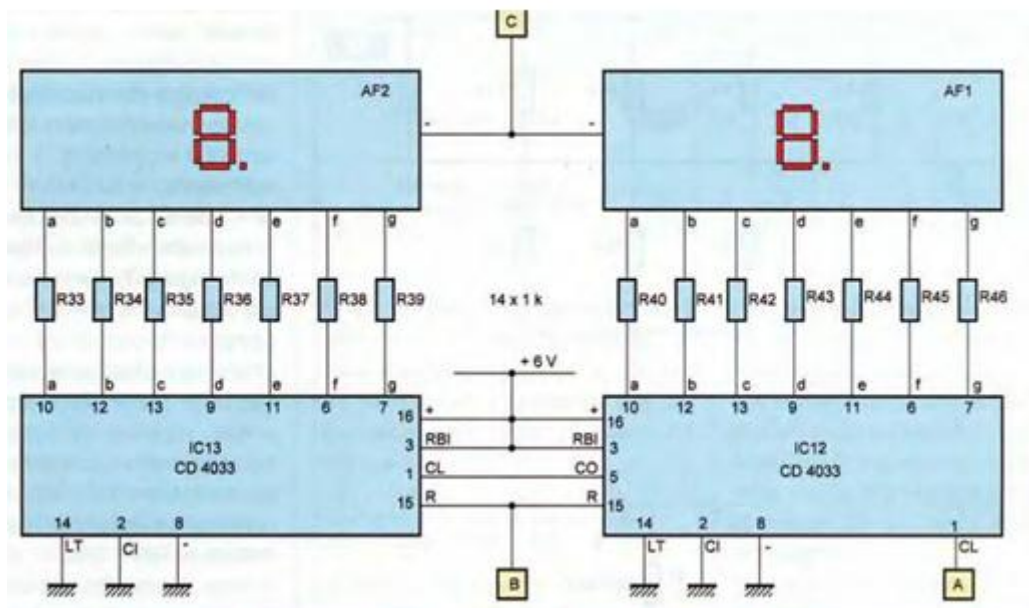 C
AF2 AF1
- -
a b c d e f g a b c d e f g
R33 R34 R35 R36 R37 R38 R39 14 x 1 k R40 R41 R42 R43 R44 R45 R46
+ 6 V
a b c d e f g a b c d e f g
10 12 13 9 11 6 7 10 12 13 9 11 6 7
16 + + 16
IC13 3 RBI RBI 3 IC12
CD 4033 1 CL CO 5 CD 4033
15 R R 15
14 2 8 14 2 8 1
LT CI - LT CI - CL
B A